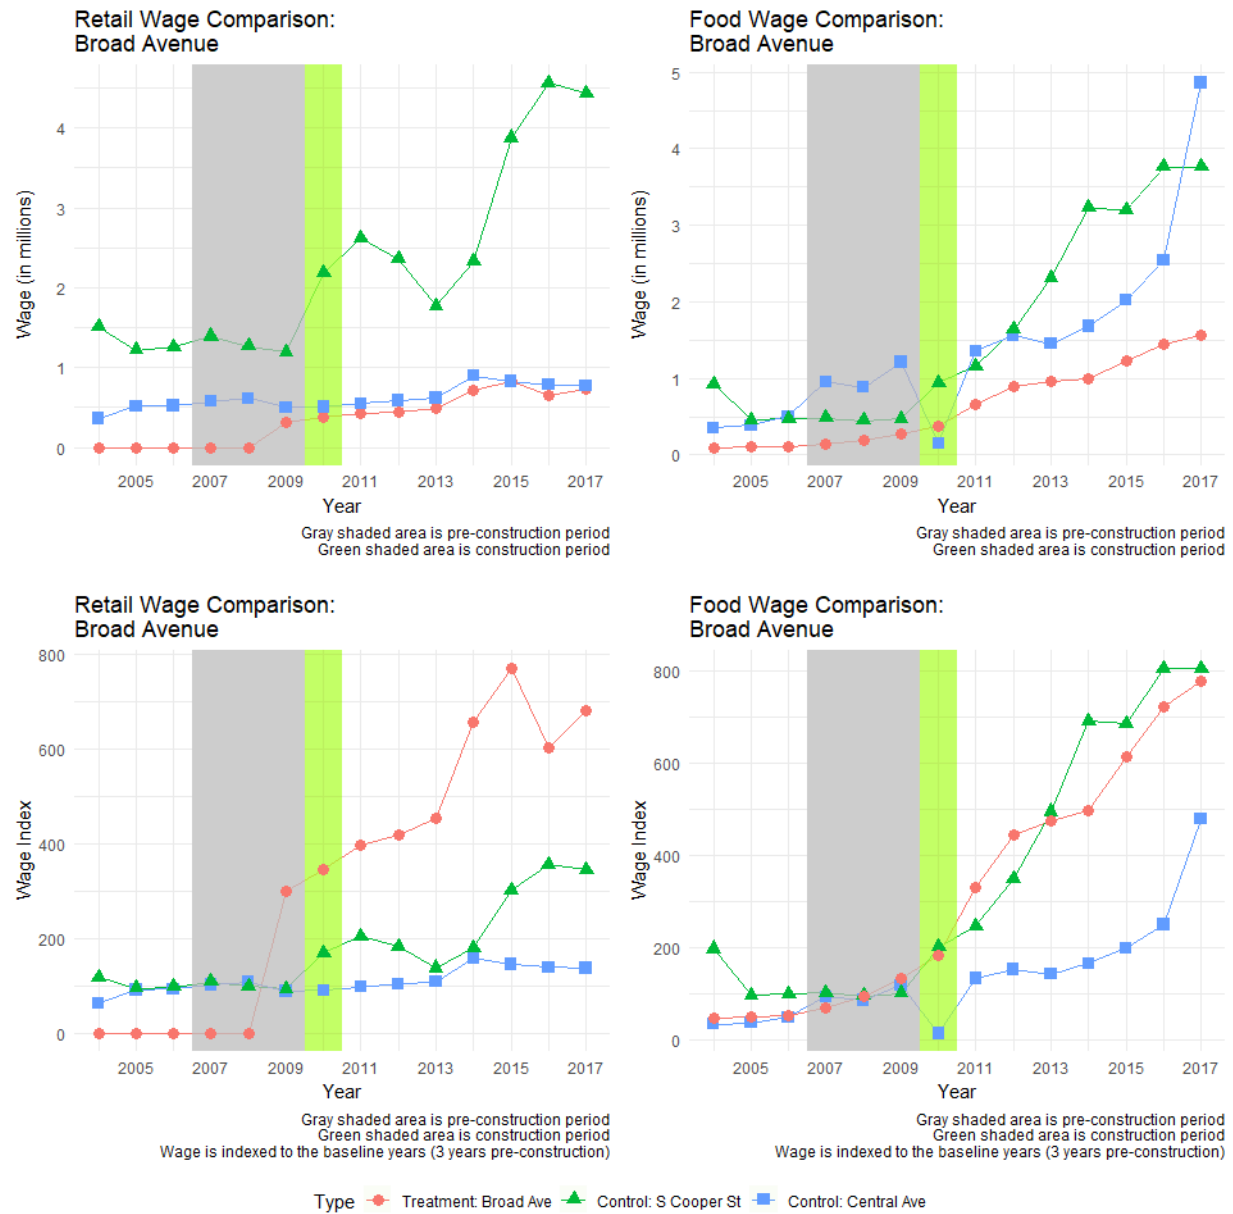 Retail Wage Comparison:
Broad Avenue
Wage (in millions)
4
3
2
1
0
2005 2007 2009 2011 2013 2015 2017
Year
Gray shaded area is pre-construction period
Green shaded area is construction period
Food Wage Comparison:
Broad Avenue
Wage (in millions)
5
4
3
2
1
0
2005 2007 2009 2011 2013 2015 2017
Year
Gray shaded area is pre-construction period
Green shaded area is construction period
Retail Wage Comparison:
Broad Avenue
Wage Index
800
600
400
200
0
2005 2007 2009 2011 2013 2015 2017
Year
Gray shaded area is pre-construction period
Green shaded area is construction period
Wage is indexed to the baseline years (3 years pre-construction)
Food Wage Comparison:
Broad Avenue
Wage Index
800
600
400
200
0
2005 2007 2009 2011 2013 2015 2017
Year
Gray shaded area is pre-construction period
Green shaded area is construction period
Wage is indexed to the baseline years (3 years pre-construction)
Type Treatment: Broad Ave Control: S Cooper St Control: Central Ave